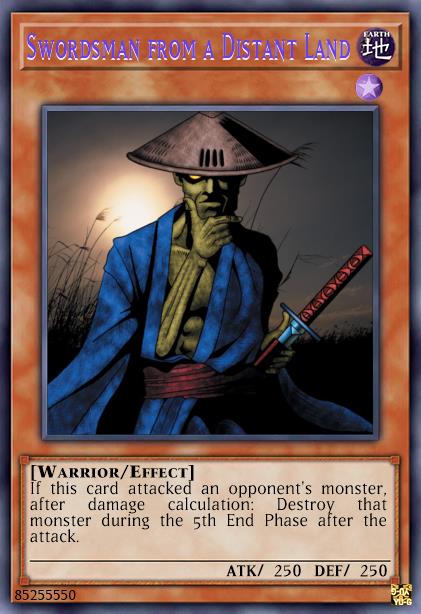 Swordsman from a Distant Land
EARTH
地
[Warrior/Effect]
If this card attacked an opponent's monster,
after damage calculation: Destroy that
monster during the 5th End Phase after the
attack.
ATK/ 250 DEF/ 250
85255550